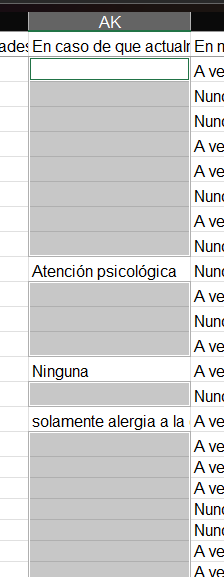 AK
ades En caso de que actualr En n
A ve
Nunc
Nunc
A ve
A ve
Nunc
A ve
Nunc
Atención psicológica Nunc
A ve
Nunc
A ve
Ninguna A ve
Nunc
solamente alergia a la A ve
A ve
A ve
A ve
Nunc
Nunc
A ve
A ve